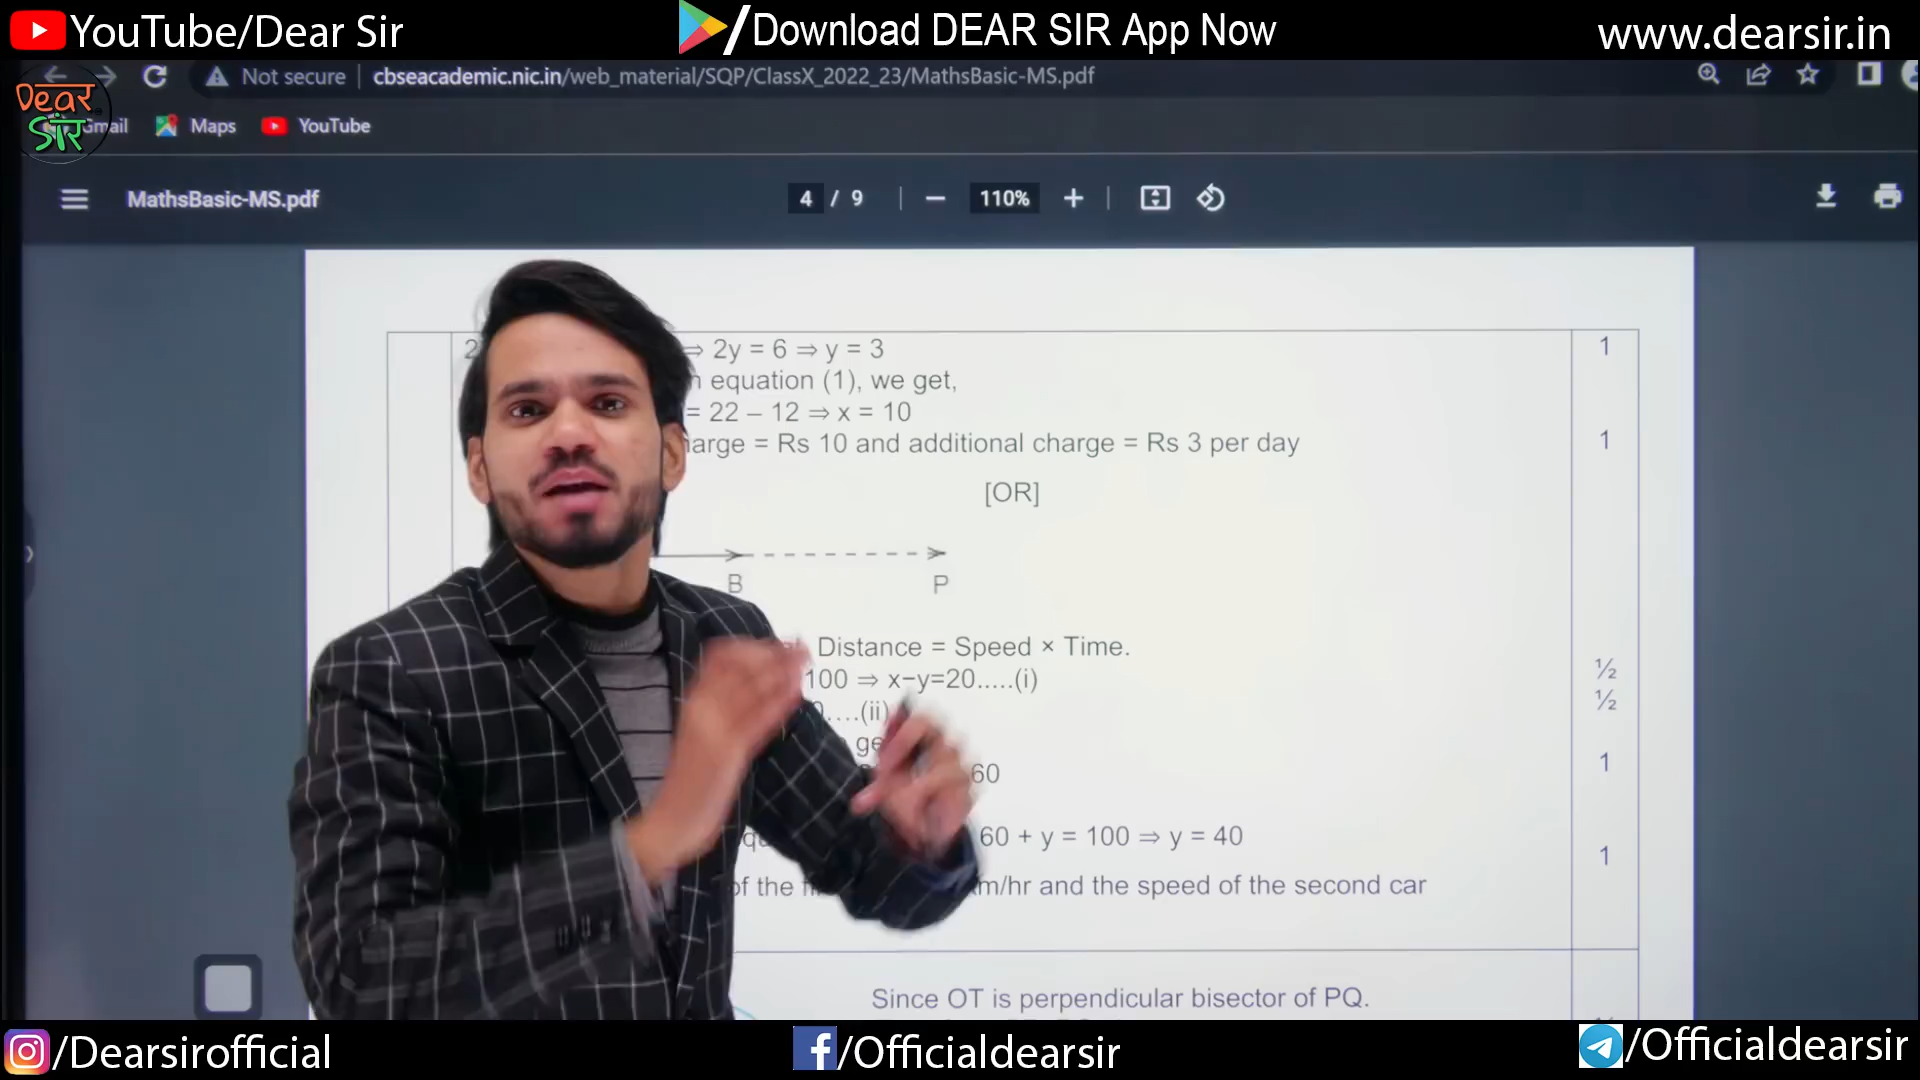 YouTube/Dear Sir
/Download DEAR SIR App Now
www.dearsir.in
Not secure
cbseacademic.nic.in/web_material/SQP/ClassX_2022_23/MathsBasic-MS.pdf
Dear
Sir
Gmail
Maps
YouTube
MathsBasic-MS.pdf
4 / 9
110%
2
⇒ 2y = 6 ⇒ y = 3
1
equation (1), we get,
= 22 – 12 ⇒ x = 10
= Rs 10 and additional charge = Rs 3 per day
1
[OR]
B
P
Distance = Speed × Time.
100 ⇒ x−y=20.....(i)
½
....(ii)
½
1
60
60 + y = 100 ⇒ y = 40
1
of the
km/hr and the speed of the second car
Since OT is perpendicular bisector of PQ.
/Dearsirofficial
/Officialdearsir
/Officialdearsir